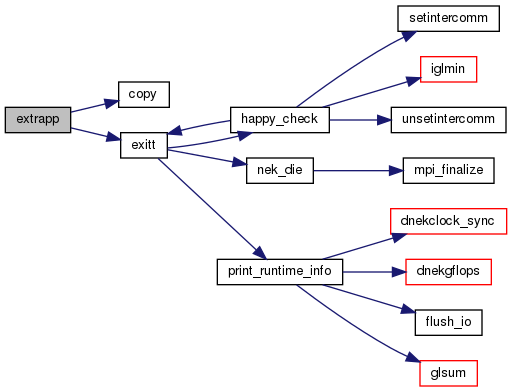 setintercomm
iglmin
copy
extrapp
happy_check
unsetintercomm
exitt
nek_die
mpi_finalize
dnekclock_sync
print_runtime_info
dnekgflops
flush_io
glsum